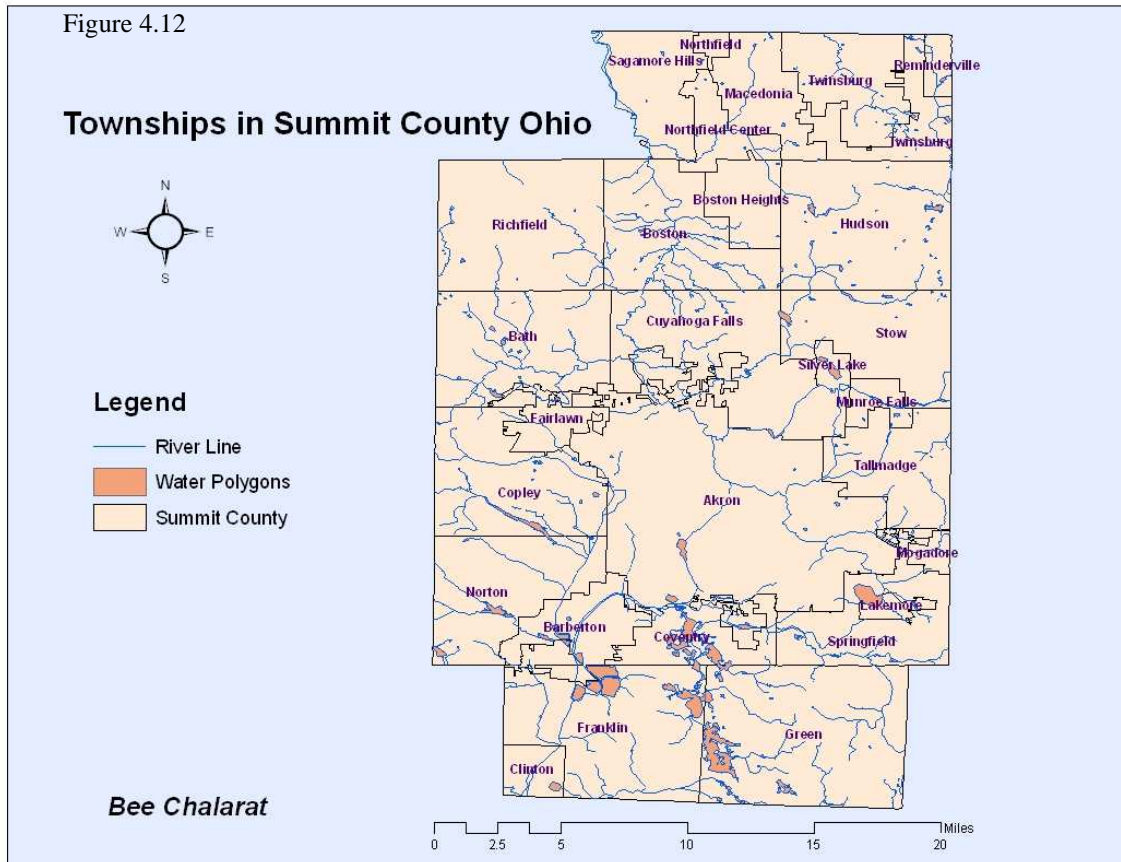 Figure 4.12
Townships in Summit County Ohio
N
W E
S
Legend
River Line
Water Polygons
Summit County
Bee Chalarat
Northfield
Sagamore Hills
Reminderville
Twinsburg
Macedonia
Northfield Center
Twinsburg
Boston Heights
Richfield
Hudson
Boston
Cuyahoga Falls
Stow
Bath
Silver Lake
Munroe Falls
Fairlawn
Tallmadge
Copley
Akron
Mogadore
Norton
Lakemore
Barberton
Coventry
Springfield
Franklin
Green
Clinton
Miles
0 2.5 5 10 15 20